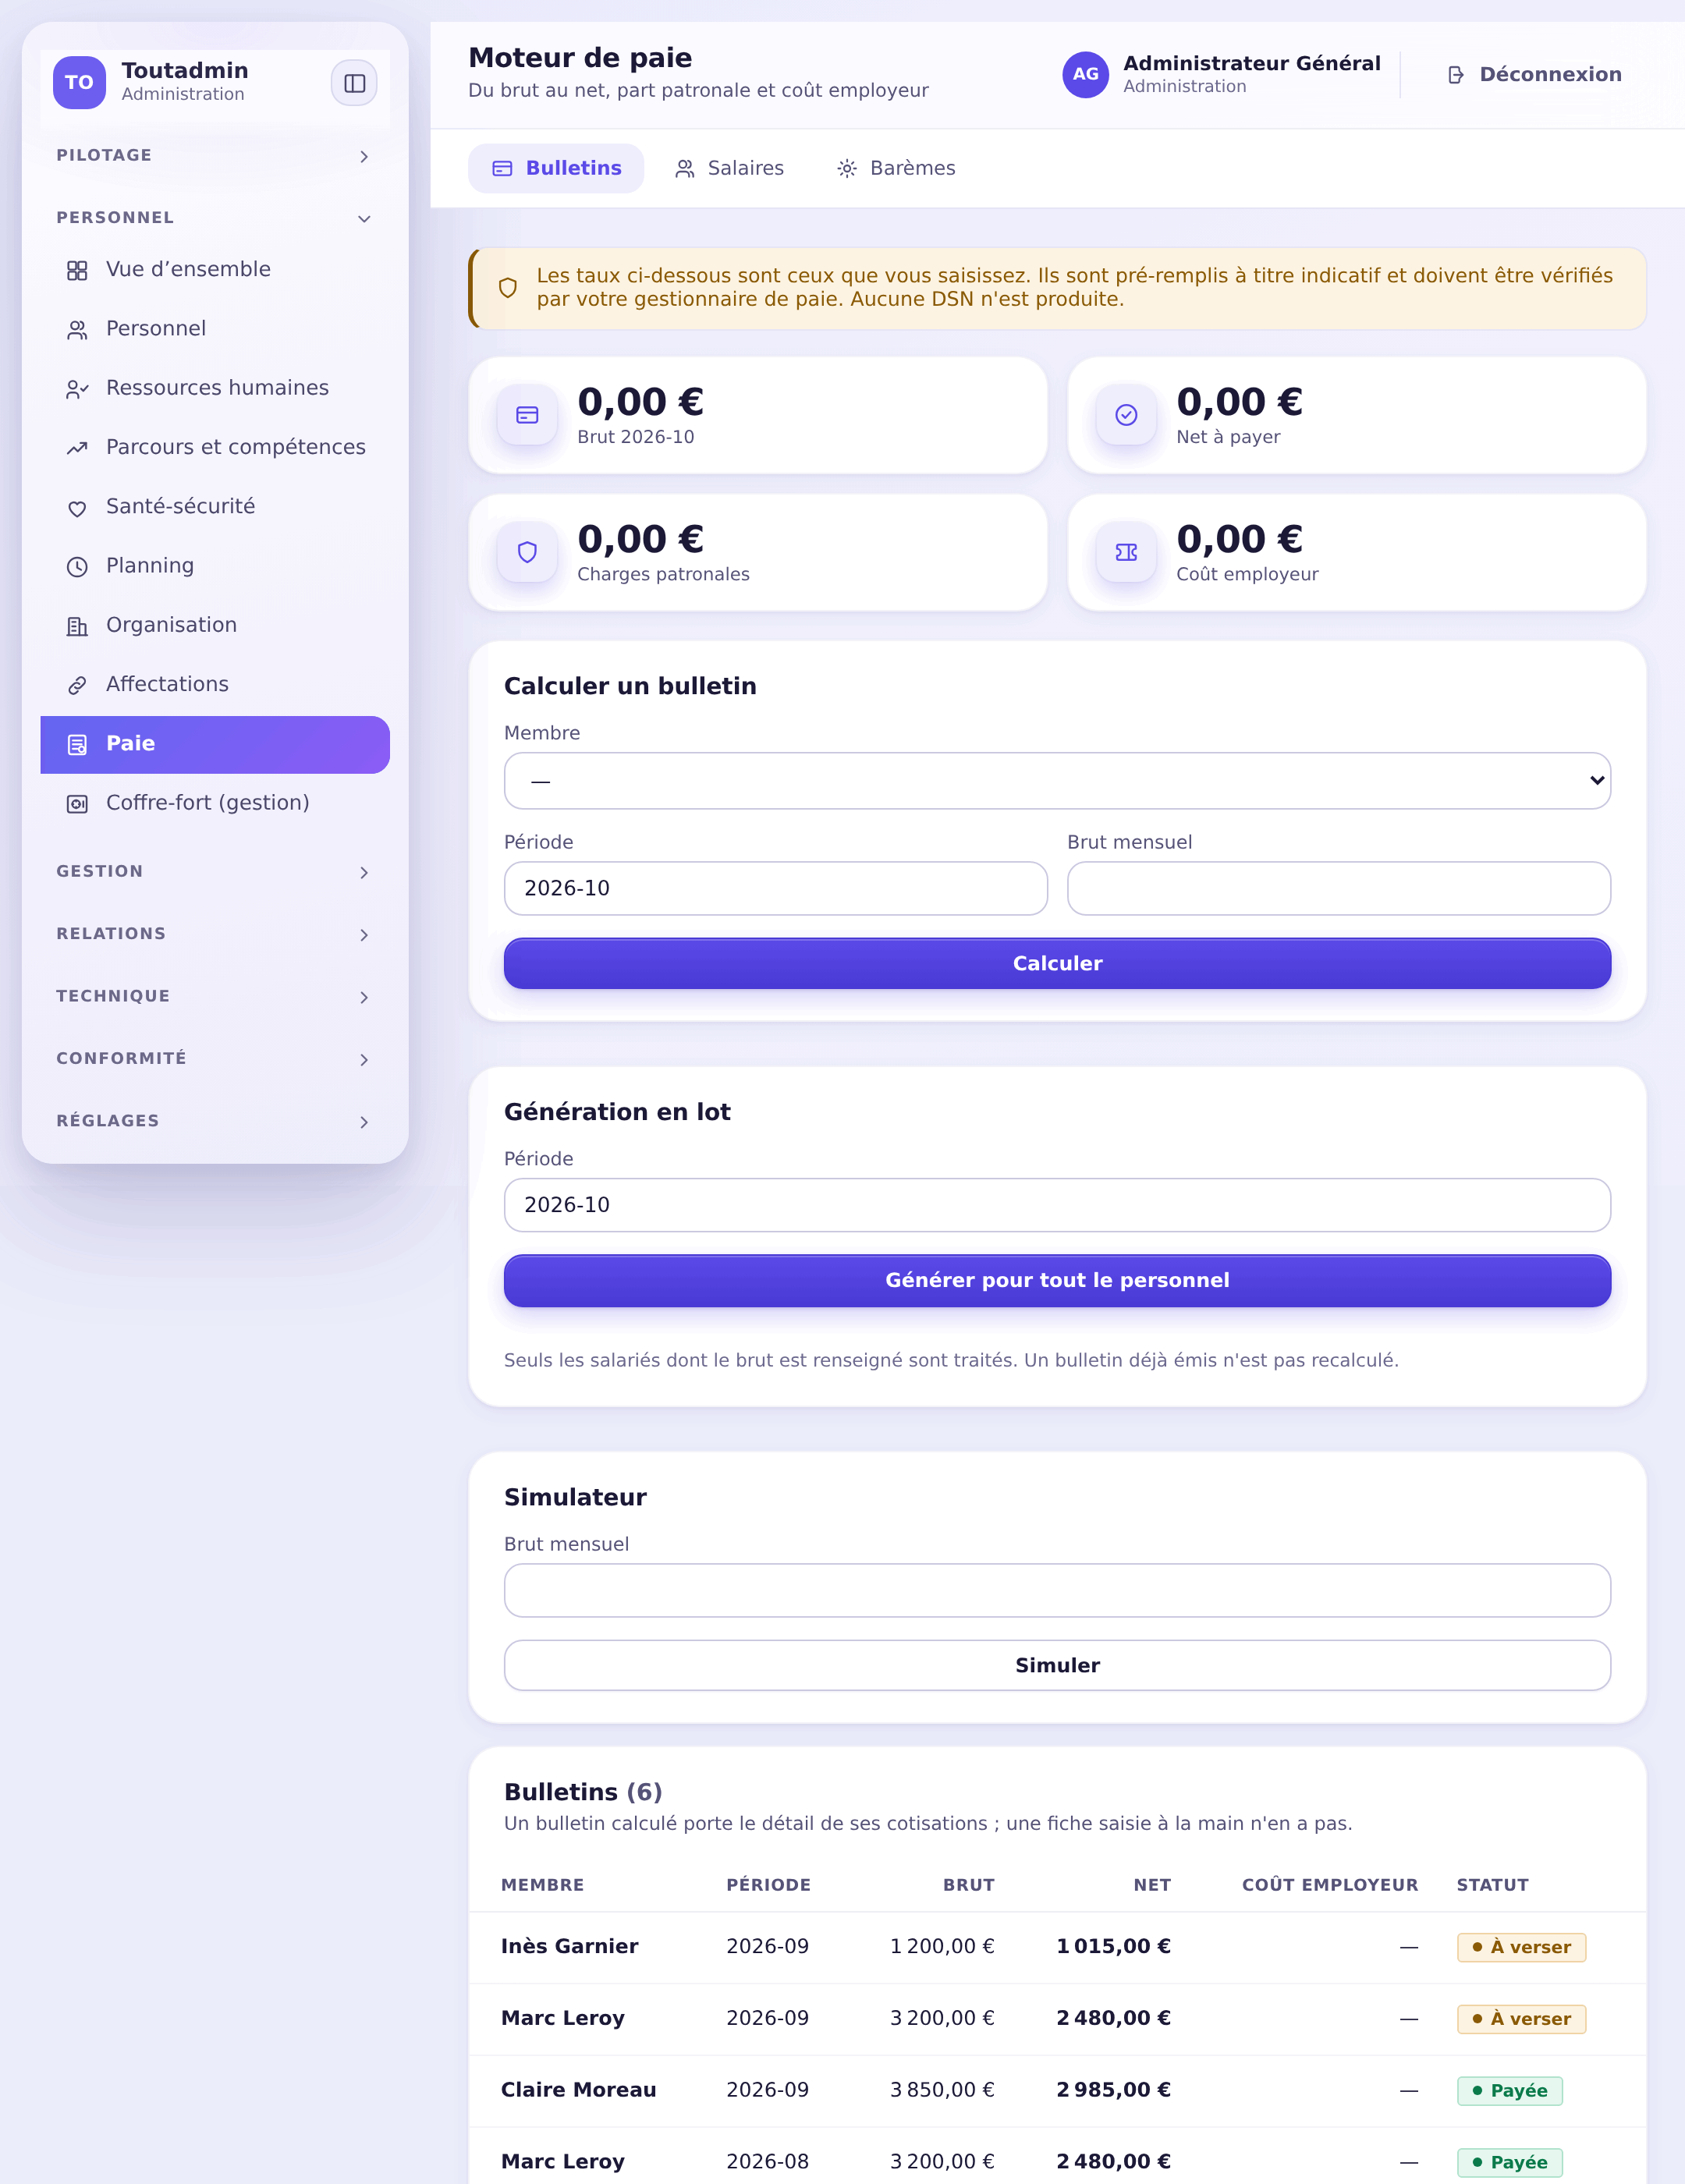 TO
Toutadmin
Administration
PILOTAGE
PERSONNEL
Vue d’ensemble
Personnel
Ressources humaines
Parcours et compétences
Santé-sécurité
Planning
Organisation
Affectations
Paie
Coffre-fort (gestion)
GESTION
RELATIONS
TECHNIQUE
CONFORMITÉ
RÉGLAGES
Moteur de paie
Du brut au net, part patronale et coût employeur
AG
Administrateur Général
Administration
Déconnexion
Bulletins
Salaires
Barèmes
Les taux ci-dessous sont ceux que vous saisissez. Ils sont pré-remplis à titre indicatif et doivent être vérifiés
par votre gestionnaire de paie. Aucune DSN n'est produite.
0,00 €
Brut 2026-10
0,00 €
Net à payer
0,00 €
Charges patronales
0,00 €
Coût employeur
Calculer un bulletin
Membre
—
Période
Brut mensuel
2026-10
Calculer
Génération en lot
Période
2026-10
Générer pour tout le personnel
Seuls les salariés dont le brut est renseigné sont traités. Un bulletin déjà émis n'est pas recalculé.
Simulateur
Brut mensuel
Simuler
Bulletins (6)
Un bulletin calculé porte le détail de ses cotisations ; une fiche saisie à la main n'en a pas.
MEMBRE PÉRIODE BRUT NET COÛT EMPLOYEUR STATUT
Inès Garnier 2026-09 1 200,00 € 1 015,00 € — À verser
Marc Leroy 2026-09 3 200,00 € 2 480,00 € — À verser
Claire Moreau 2026-09 3 850,00 € 2 985,00 € — Payée
Marc Leroy 2026-08 3 200,00 € 2 480,00 € — Payée